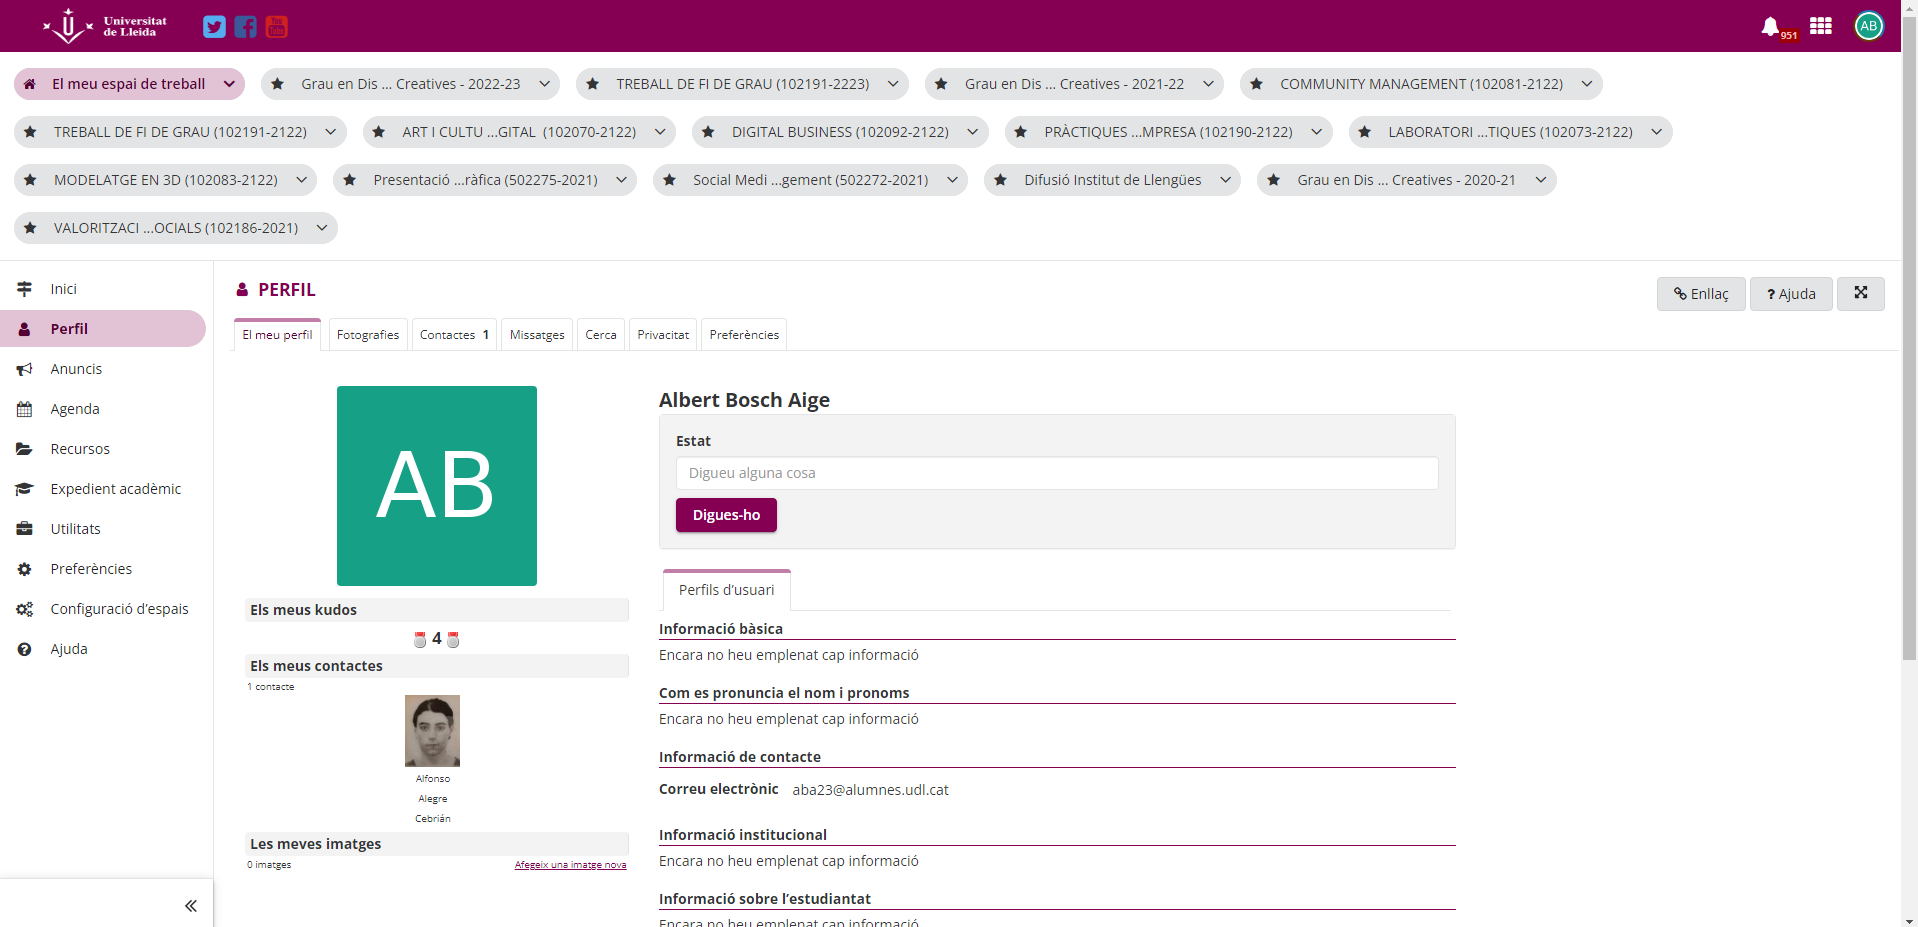 Universitat
de Lleida
You
Tube
951
AB
El meu espai de treball
Grau en Dis ... Creatives - 2022-23
TREBALL DE FI DE GRAU (102191-2223)
Grau en Dis ... Creatives - 2021-22
COMMUNITY MANAGEMENT (102081-2122)
TREBALL DE FI DE GRAU (102191-2122)
ART I CULTU ...GITAL (102070-2122)
DIGITAL BUSINESS (102092-2122)
PRÀCTIQUES ...MPRESA (102190-2122)
LABORATORI ...TIQUES (102073-2122)
MODELATGE EN 3D (102083-2122)
Presentació ...ràfica (502275-2021)
Social Medi ...gement (502272-2021)
Difusió Institut de Llengües
Grau en Dis ... Creatives - 2020-21
VALORITZACI ...OCIALS (102186-2021)
Inici
Perfil
Anuncis
Agenda
Recursos
Expedient acadèmic
Utilitats
Preferències
Configuració d'espais
Ajuda
PERFIL
Enllaç
? Ajuda
El meu perfil
Fotografies
Contactes 1
Missatges
Cerca
Privacitat
Preferències
AB
Els meus kudos
4
Els meus contactes
1 contacte
Alfonso
Alegre
Cebrián
Les meves imatges
0 imatges
Afegeix una imatge nova
Albert Bosch Aige
Estat
Digueu alguna cosa
Digues-ho
Perfils d'usuari
Informació bàsica
Encara no heu emplenat cap informació
Com es pronuncia el nom i pronoms
Encara no heu emplenat cap informació
Informació de contacte
Correu electrònic aba23@alumnes.udl.cat
Informació institucional
Encara no heu emplenat cap informació
Informació sobre l'estudiantat
Encara no heu emplenat cap informació